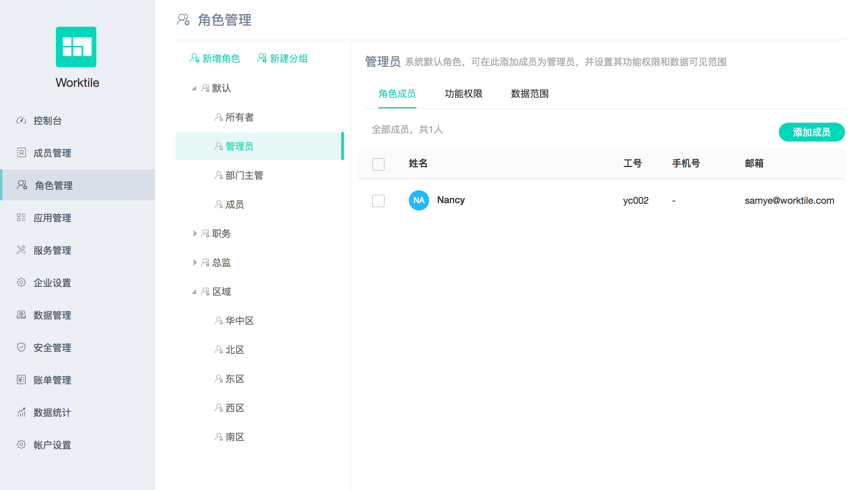 Worktile
控制台
成员管理
角色管理
应用管理
服务管理
企业设置
数据管理
安全管理
账单管理
数据统计
帐户设置
角色管理
新增角色 新建分组
默认
所有者
管理员
部门主管
成员
职务
总监
区域
华中区
北区
东区
西区
南区
管理员 系统默认角色，可在此添加成员为管理员，并设置其功能权限和数据可见范围
角色成员 功能权限 数据范围
全部成员，共1人 添加成员
姓名 工号 手机号 邮箱
NA Nancy yc002 - samye@worktile.com